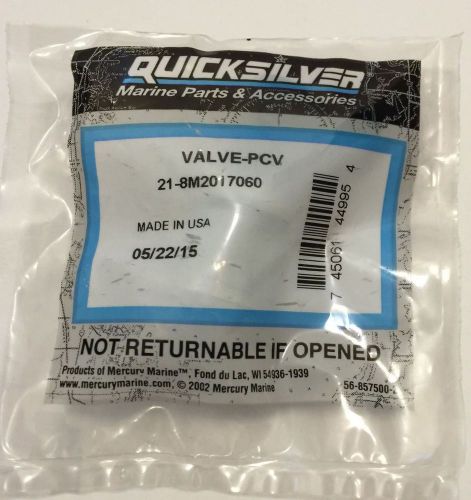 QUICKSILVER
Marine Parts & Accessories
VALVE-PCV
21-8M2017060
MADE IN USA
05/22/15
7 45061 44995 4
NOT RETURNABLE IF OPENED
Products of Mercury Marine™, Fond du Lac, WI 54936-1939
www.mercurymarine.com, © 2002 Mercury Marine
56-857500-